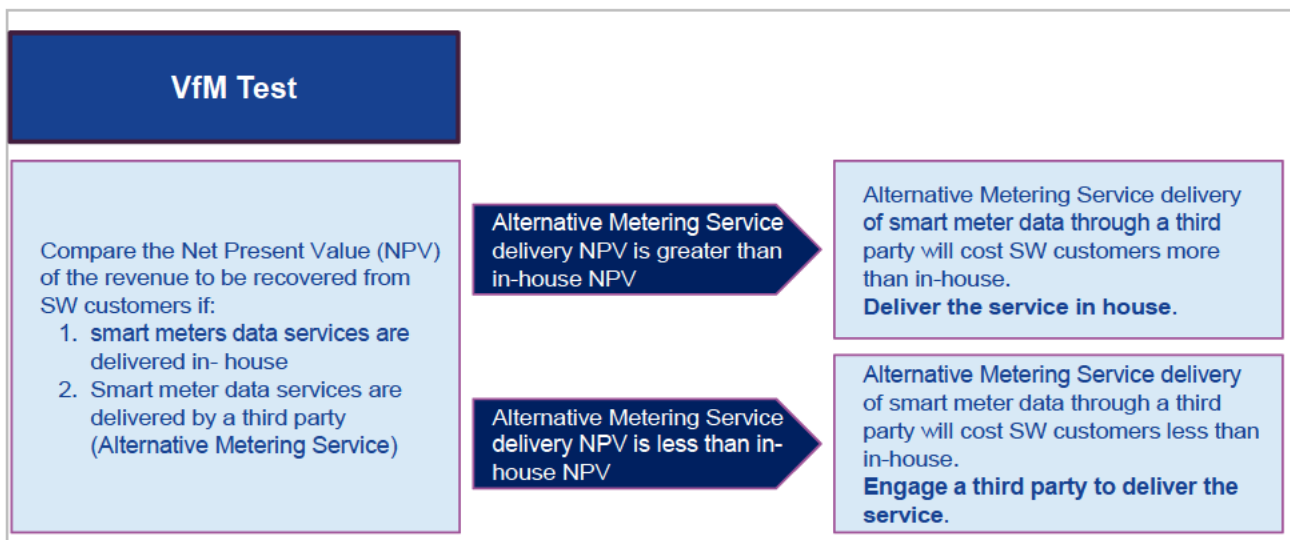 VfM Test
Compare the Net Present Value (NPV)
of the revenue to be recovered from
SW customers if:
1. smart meters data services are
delivered in- house
2. Smart meter data services are
delivered by a third party
(Alternative Metering Service)
Alternative Metering Service
delivery NPV is greater than
in-house NPV
Alternative Metering Service delivery
of smart meter data through a third
party will cost SW customers more
than in-house.
Deliver the service in house.
Alternative Metering Service
delivery NPV is less than in-
house NPV
Alternative Metering Service delivery
of smart meter data through a third
party will cost SW customers less than
in-house.
Engage a third party to deliver the
service.